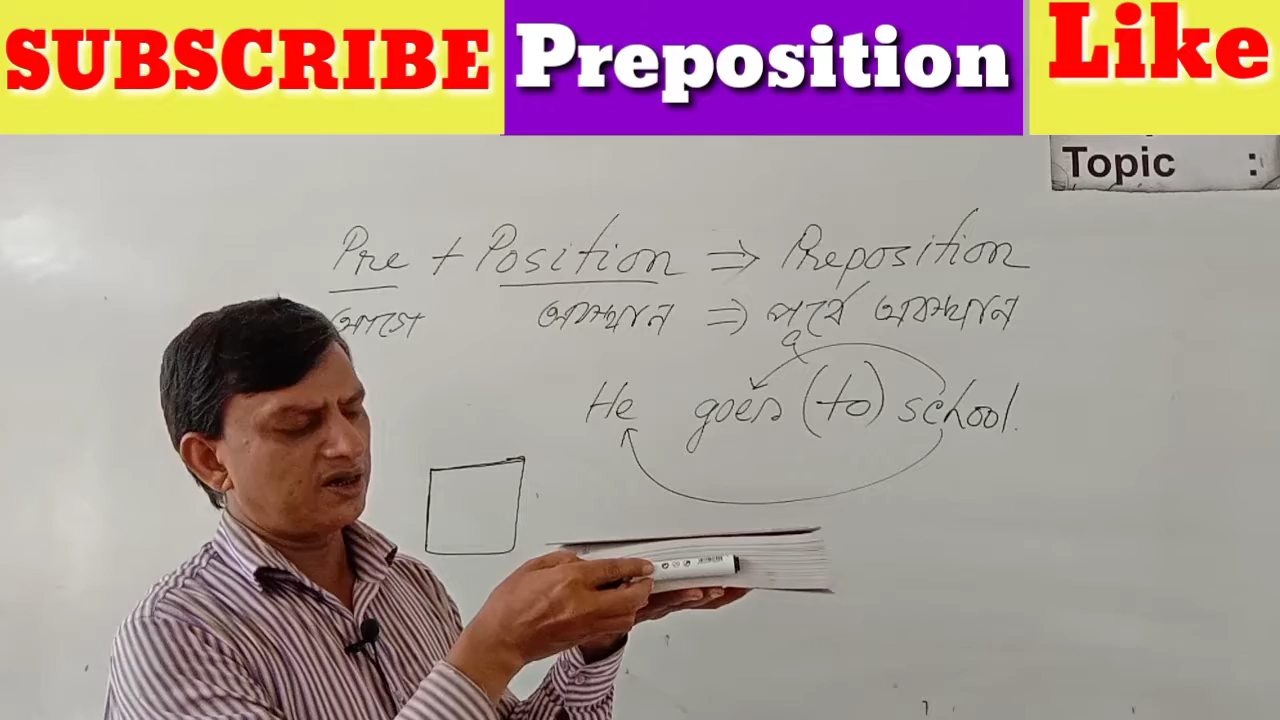 SUBSCRIBE Preposition Like
Topic :
Pre + Position ⇒ Preposition
আগে অবস্থান ⇒ পূর্বে অবস্থান
a
He goes (to) school.